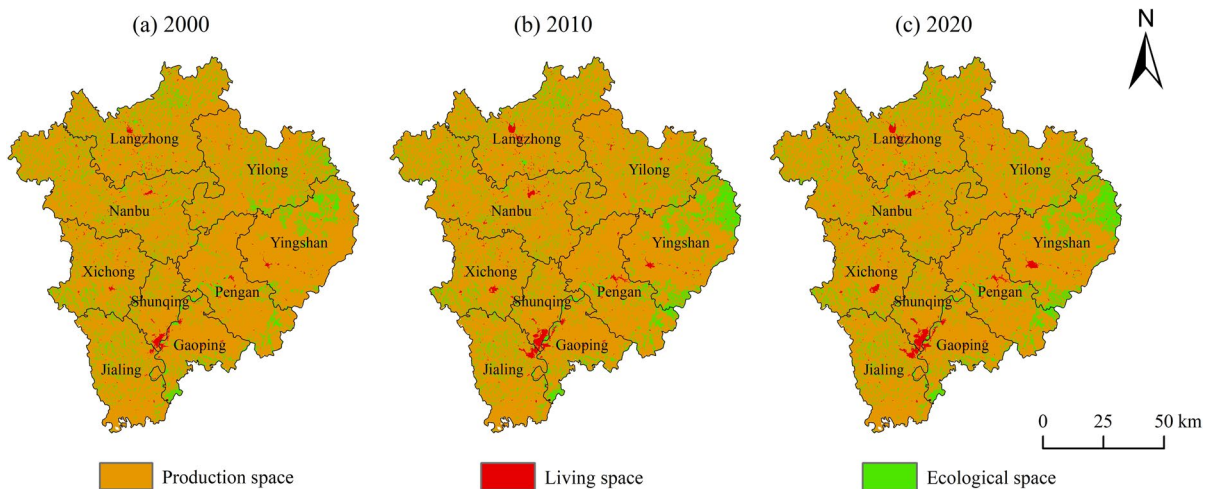 (a) 2000
(b) 2010
(c) 2020
N
Langzhong
Yilong
Nanbu
Yingshan
Xichong
Pengan
Shunqing
Gaoping
Jialing
Langzhong
Yilong
Nanbu
Yingshan
Xichong
Pengan
Shunqing
Gaoping
Jialing
Langzhong
Yilong
Nanbu
Yingshan
Xichong
Pengan
Shunqing
Gaoping
Jialing
0 25 50 km
Production space
Living space
Ecological space